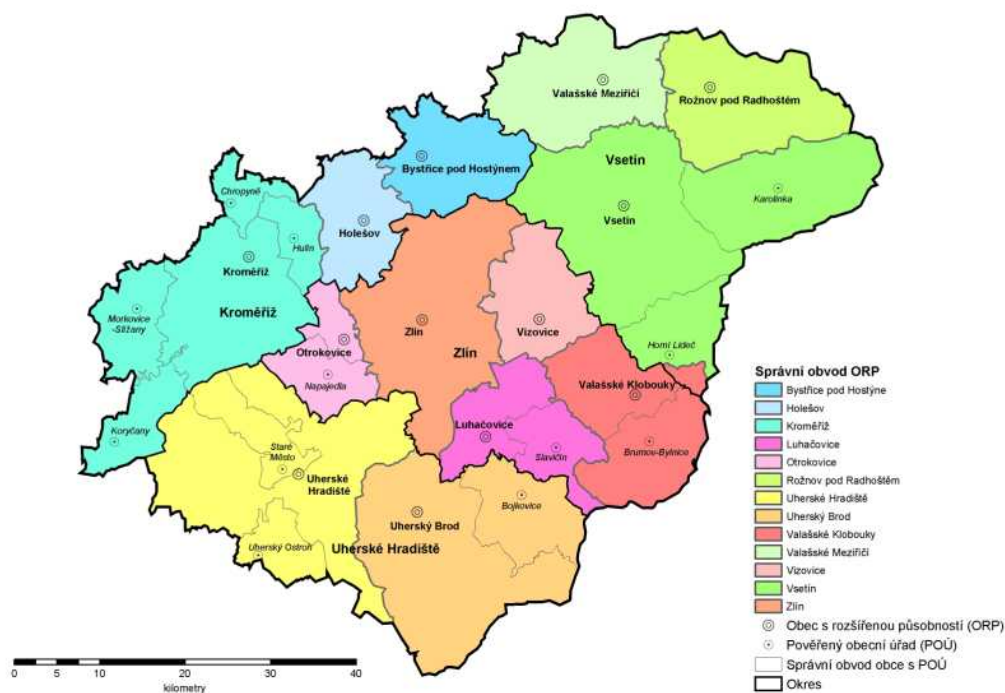 Valašské Meziříčí
Rožnov pod Radhoštěm
Bystřice pod Hostýnem
Vsetín
Vsetín
Karolinka
Chropyně
Hulín
Holešov
Kroměříž
Kroměříž
Morkovice
-Slížany
Zlín
Zlín
Vizovice
Otrokovice
Napajedla
Horní Lideč
Valašské Klobouky
Koryčany
Luhačovice
Slavičín
Brumov-Bylnice
Staré
Město
Uherské
Hradiště
Bojkovice
Uherský Brod
Uherský Ostroh
Uherské Hradiště
Správní obvod ORP
Bystřice pod Hostýne
Holešov
Kroměříž
Luhačovice
Otrokovice
Rožnov pod Radhoštěm
Uherské Hradiště
Uherský Brod
Valašské Klobouky
Valašské Meziříčí
Vizovice
Vsetín
Zlín
Obec s rozšířenou působností (ORP)
Pověřený obecní úřad (POÚ)
Správní obvod obce s POÚ
Okres
0 10 20 30 40
kilometry